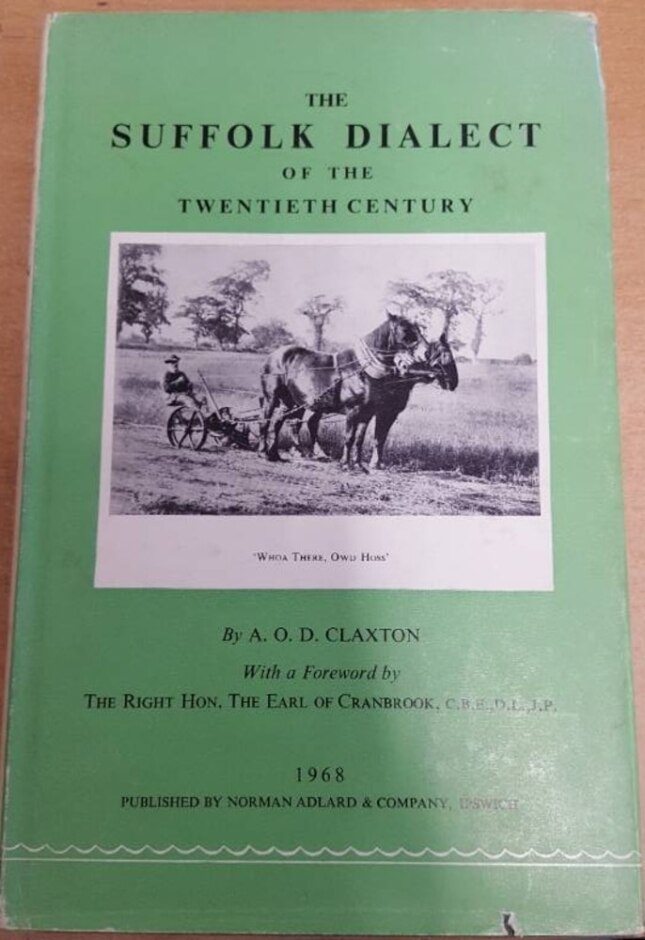 THE
SUFFOLK DIALECT
OF THE
TWENTIETH CENTURY
'WHOA THERE, OWD HOSS'
By A. O. D. CLAXTON
With a Foreword by
THE RIGHT HON, THE EARL OF CRANBROOK, C.B.E.,D.L.,J.P.
1968
PUBLISHED BY NORMAN ADLARD & COMPANY, IPSWICH